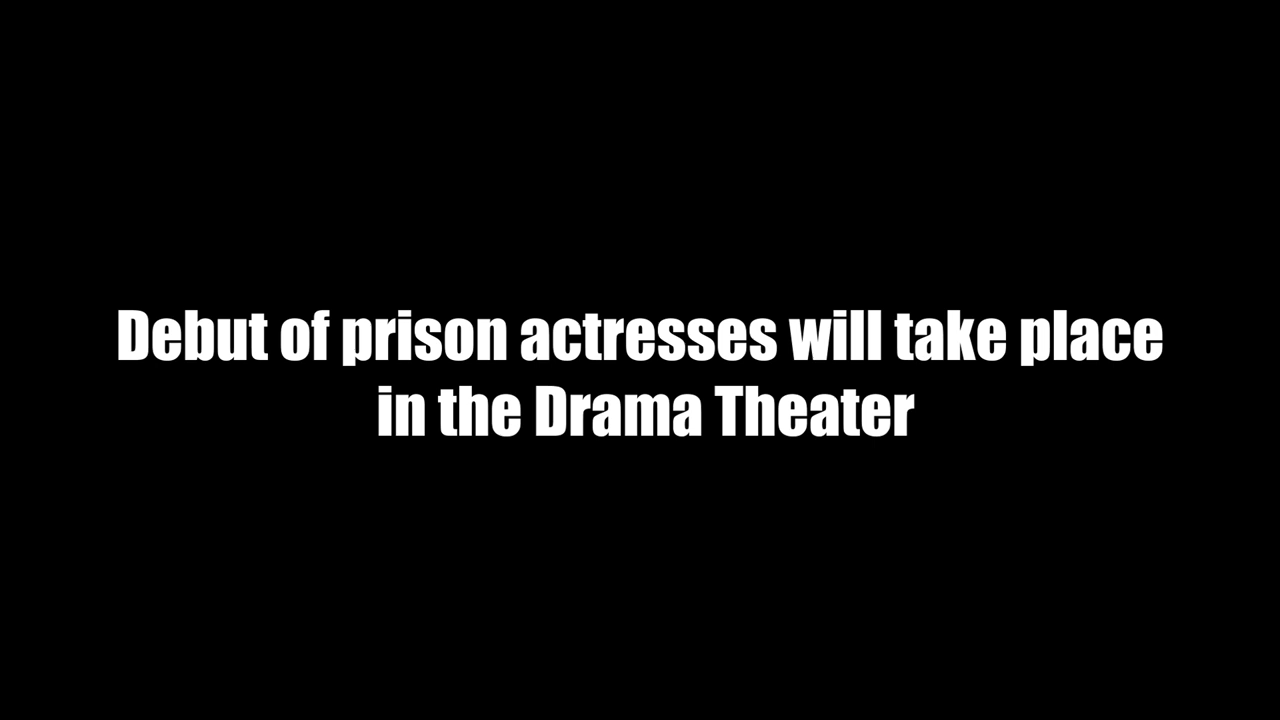 Debut of prison actresses will take place
in the Drama Theater